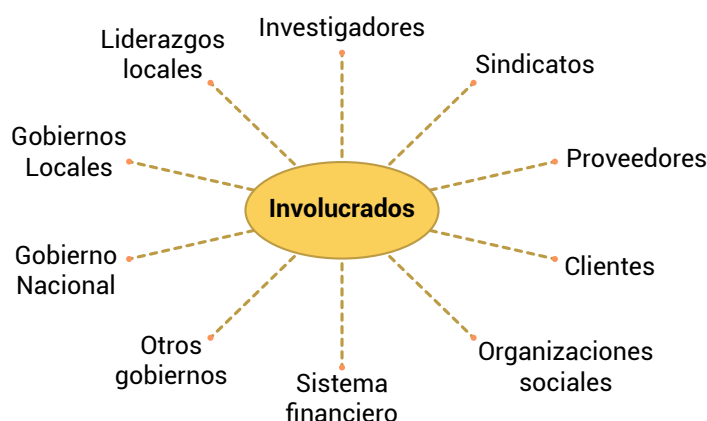 Investigadores
Liderazgos
locales
Sindicatos
Gobiernos
Locales
Proveedores
Involucrados
Gobierno
Nacional
Clientes
Otros
gobiernos
Organizaciones
sociales
Sistema
financiero